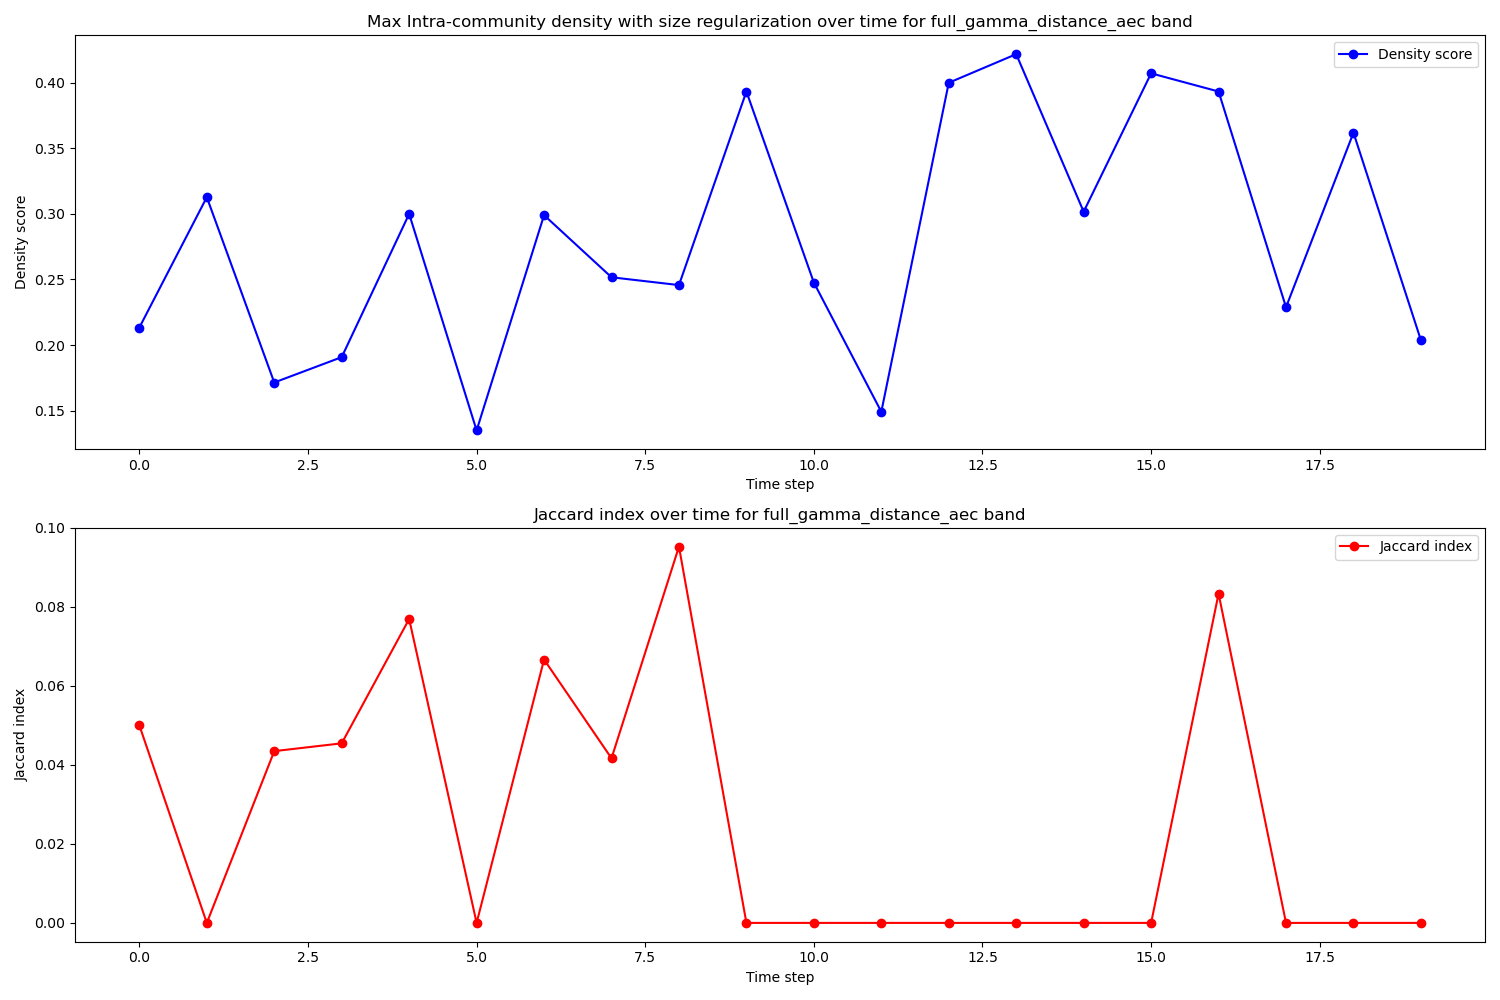 Max Intra-community density with size regularization over time for full_gamma_distance_aec band
Density score
0.40
0.35
0.30
0.25
0.20
0.15
Density score
0.0 2.5 5.0 7.5 10.0 12.5 15.0 17.5
Time step
Jaccard index over time for full_gamma_distance_aec band
Jaccard index
0.10
0.08
0.06
0.04
0.02
0.00
Jaccard index
0.0 2.5 5.0 7.5 10.0 12.5 15.0 17.5
Time step